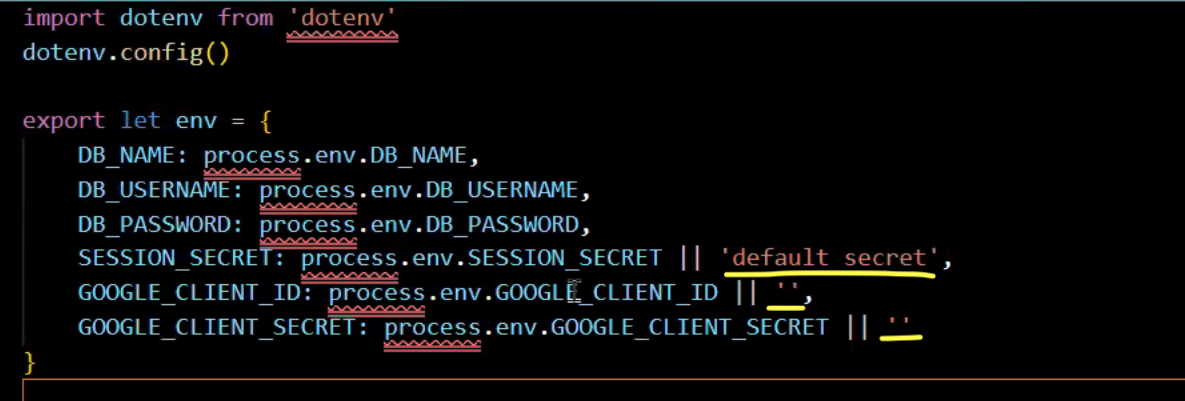 import dotenv from 'dotenv'
dotenv.config()
export let env = {
DB_NAME: process.env.DB_NAME,
DB_USERNAME: process.env.DB_USERNAME,
DB_PASSWORD: process.env.DB_PASSWORD,
SESSION_SECRET: process.env.SESSION_SECRET || 'default secret',
GOOGLE_CLIENT_ID: process.env.GOOGLE_CLIENT_ID || '',
GOOGLE_CLIENT_SECRET: process.env.GOOGLE_CLIENT_SECRET || ''
}